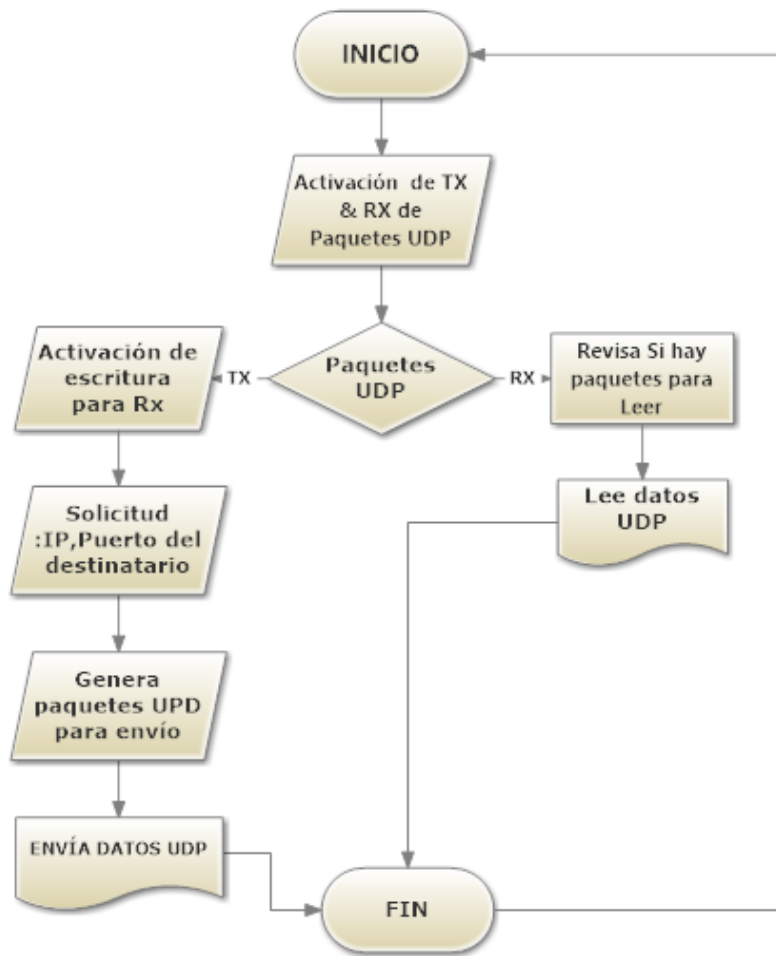 INICIO
Activación de TX
& RX de
Paquetes UDP
Paquetes
UDP
TX
RX
Activación de
escritura
para Rx
Revisa Si hay
paquetes para
Leer
Solicitud
:IP,Puerto del
destinatario
Lee datos
UDP
Genera
paquetes UPD
para envío
ENVÍA DATOS UDP
FIN